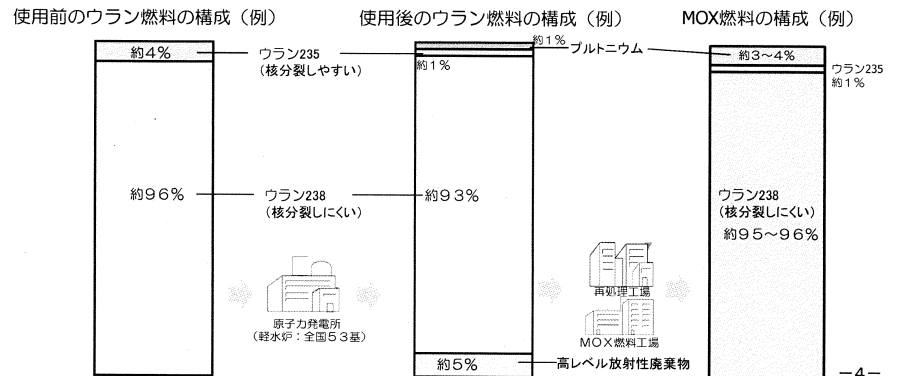 使用前のウラン燃料の構成（例）
使用後のウラン燃料の構成（例）
MOX燃料の構成（例）
約4%
ウラン235
（核分裂しやすい）
約1%
約1%
プルトニウム
約3～4%
ウラン235
約1%
約96%
ウラン238
（核分裂しにくい）
約93%
ウラン238
（核分裂しにくい）
約95～96%
原子力発電所
（軽水炉：全国53基）
再処理工場
MOX燃料工場
約5%
高レベル放射性廃棄物
－4－